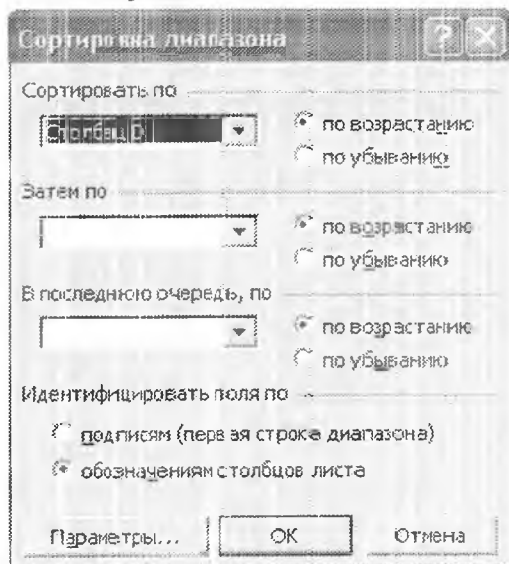 Сортировка диапазона
Сортировать по
Столбец D
по возрастанию
по убыванию
Затем по
по возрастанию
по убыванию
В последнюю очередь, по
по возрастанию
по убыванию
Идентифицировать поля по
подписям (первая строка диапазона)
обозначениям столбцов листа
Параметры... ОК Отмена